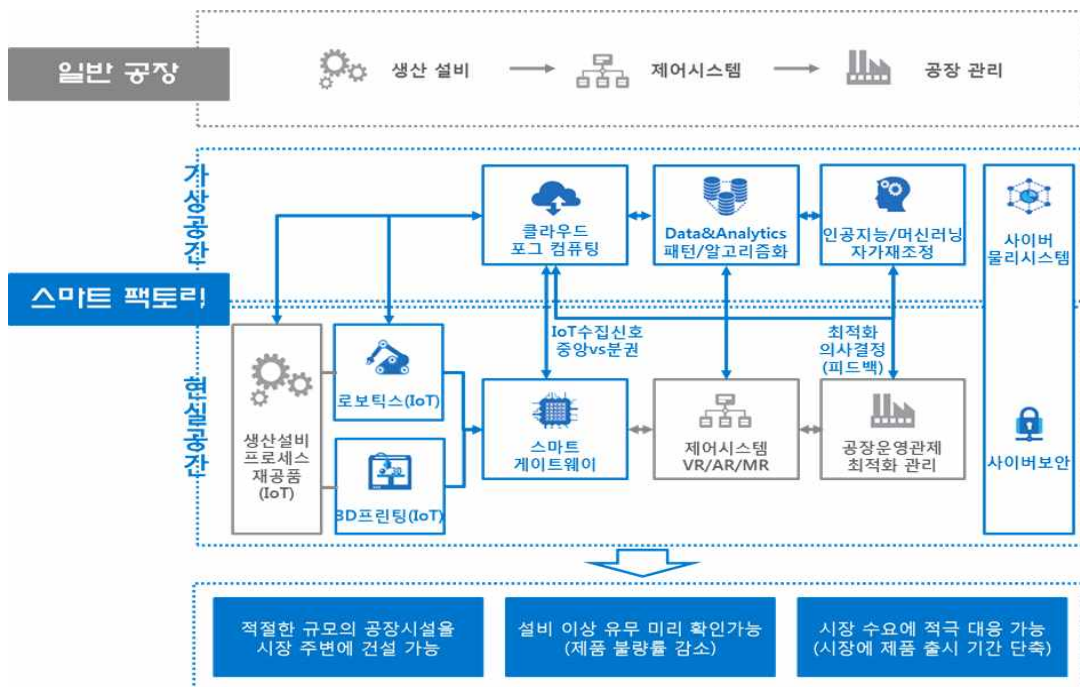 일반 공장
생산 설비
제어시스템
공장 관리
가상공간
클라우드
포그 컴퓨팅
Data&Analytics
패턴/알고리즘화
인공지능/머신러닝
자가재조정
사이버
물리시스템
스마트 팩토리
IoT수집신호
중앙vs분권
최적화
의사결정
(피드백)
현실공간
생산설비
프로세스
재공품
(IoT)
로보틱스(IoT)
3D
3D프린팅(IoT)
스마트
게이트웨이
제어시스템
VR/AR/MR
공장운영관제
최적화 관리
사이버보안
적절한 규모의 공장시설을
시장 주변에 건설 가능
설비 이상 유무 미리 확인가능
(제품 불량률 감소)
시장 수요에 적극 대응 가능
(시장에 제품 출시 기간 단축)